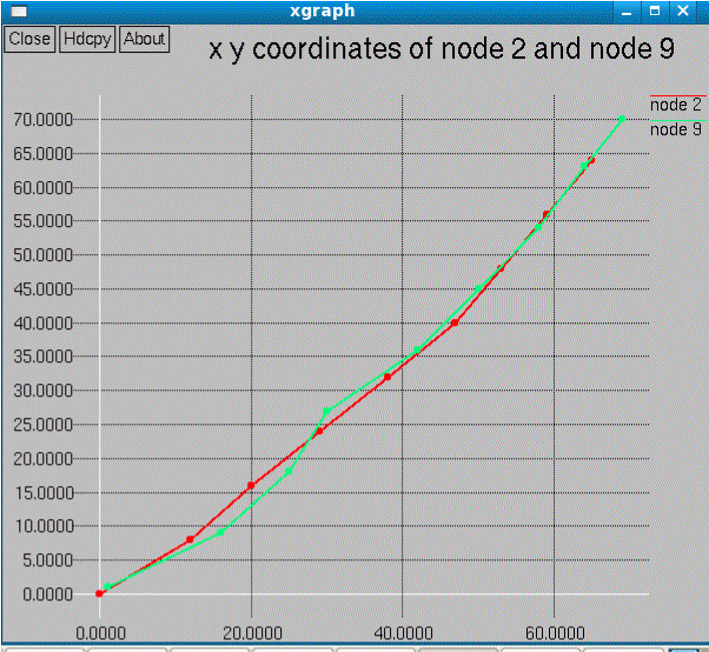 xgraph
Close Hdcpy About
x y coordinates of node 2 and node 9
node 2
node 9
70.0000
65.0000
60.0000
55.0000
50.0000
45.0000
40.0000
35.0000
30.0000
25.0000
20.0000
15.0000
10.0000
5.0000
0.0000
0.0000 20.0000 40.0000 60.0000